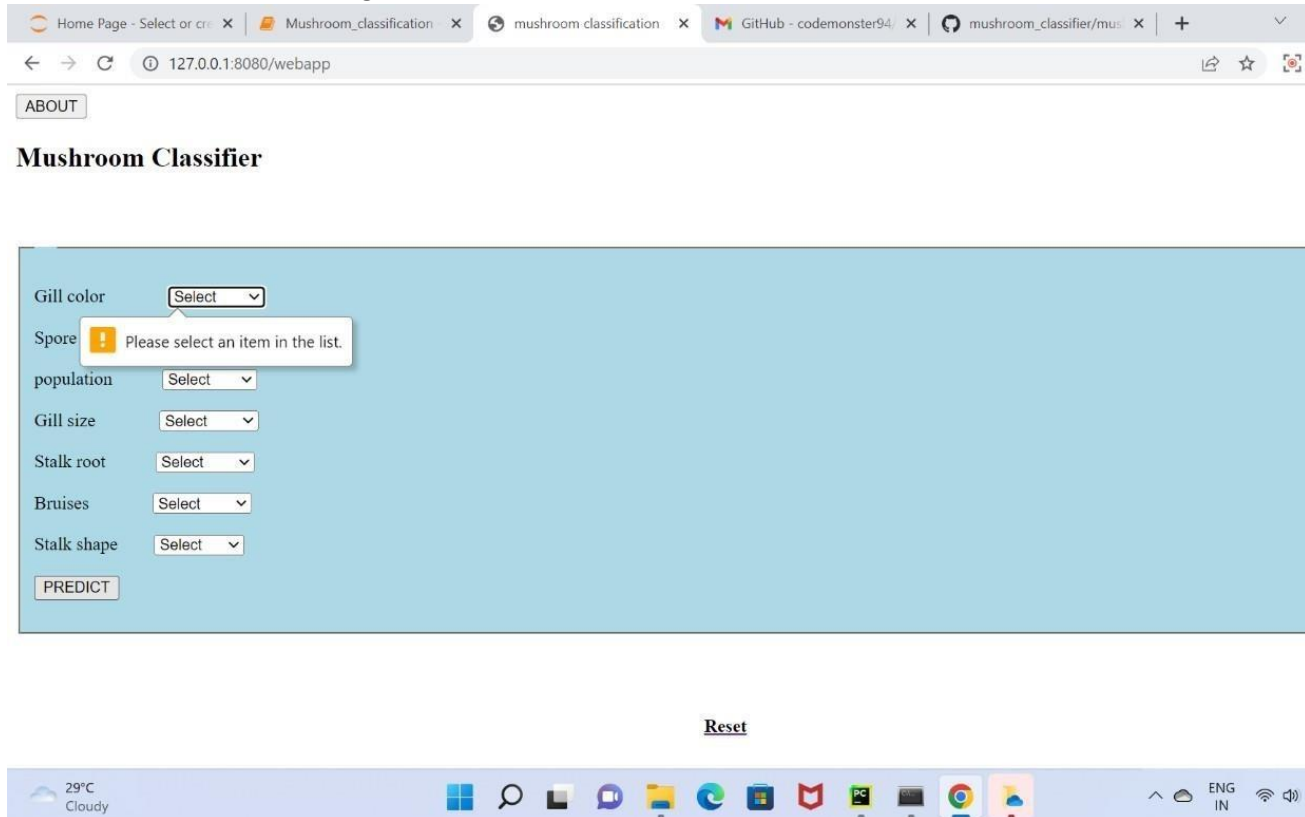 Home Page - Select or cre
Mushroom_classification
mushroom classification
GitHub - codemonster94/
mushroom_classifier/mus
127.0.0.1:8080/webapp
ABOUT
Mushroom Classifier
Gill color Select
Spore
Please select an item in the list.
population Select
Gill size Select
Stalk root Select
Bruises Select
Stalk shape Select
PREDICT
Reset
29°C
Cloudy
PC
ENG
IN